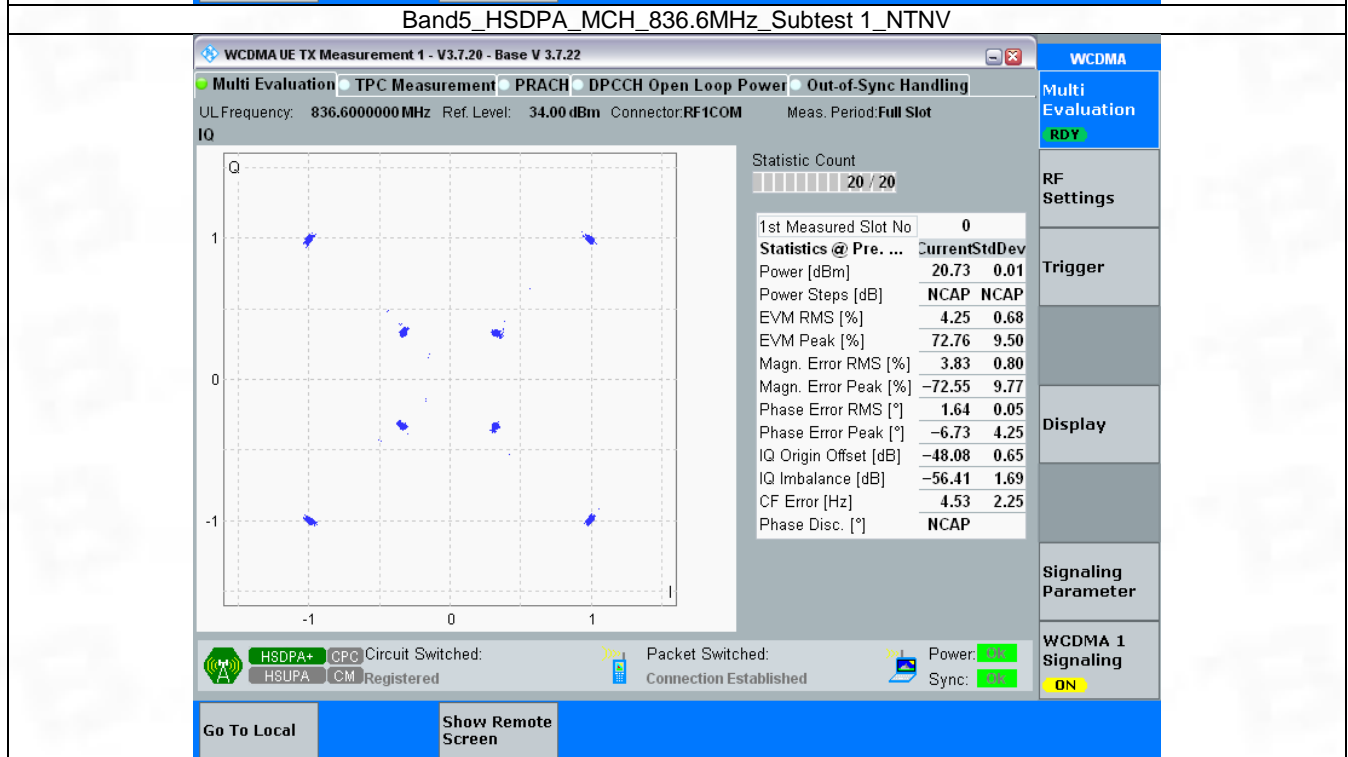 Band5_HSDPA_MCH_836.6MHz_Subtest 1_NTNV
WCDMA UE TX Measurement 1 - V3.7.20 - Base V 3.7.22
WCDMA
Multi Evaluation TPC Measurement PRACH DPCCH Open Loop Power Out-of-Sync Handling
Multi Evaluation
RDY
UL Frequency: 836.6000000 MHz Ref. Level: 34.00 dBm Connector:RF1COM Meas. Period:Full Slot
IQ
Q
1
0
-1
-1 0 1
I
Statistic Count
20 / 20
1st Measured Slot No 0
Statistics @ Pre. ... Current StdDev
Power [dBm] 20.73 0.01
Power Steps [dB] NCAP NCAP
EVM RMS [%] 4.25 0.68
EVM Peak [%] 72.76 9.50
Magn. Error RMS [%] 3.83 0.80
Magn. Error Peak [%] −72.55 9.77
Phase Error RMS [°] 1.64 0.05
Phase Error Peak [°] −6.73 4.25
IQ Origin Offset [dB] −48.08 0.65
IQ Imbalance [dB] −56.41 1.69
CF Error [Hz] 4.53 2.25
Phase Disc. [°] NCAP
RF Settings
Trigger
Display
Signaling Parameter
WCDMA 1 Signaling
ON
HSDPA+ CPC Circuit Switched: Packet Switched: Power: OK
HSUPA CM Registered Connection Established Sync: OK
Go To Local
Show Remote Screen